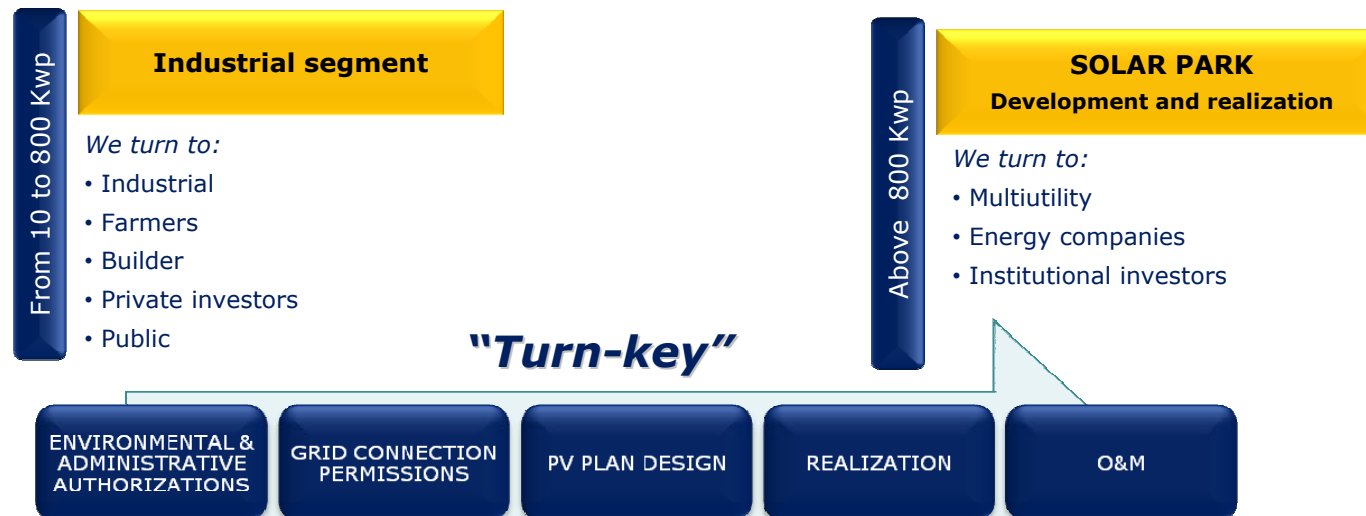 From 10 to 800 Kwp
Industrial segment
We turn to:
• Industrial
• Farmers
• Builder
• Private investors
• Public
Above 800 Kwp
SOLAR PARK
Development and realization
We turn to:
• Multiutility
• Energy companies
• Institutional investors
“Turn-key”
ENVIRONMENTAL &
ADMINISTRATIVE
AUTHORIZATIONS
GRID CONNECTION
PERMISSIONS
PV PLAN DESIGN
REALIZATION
O&M